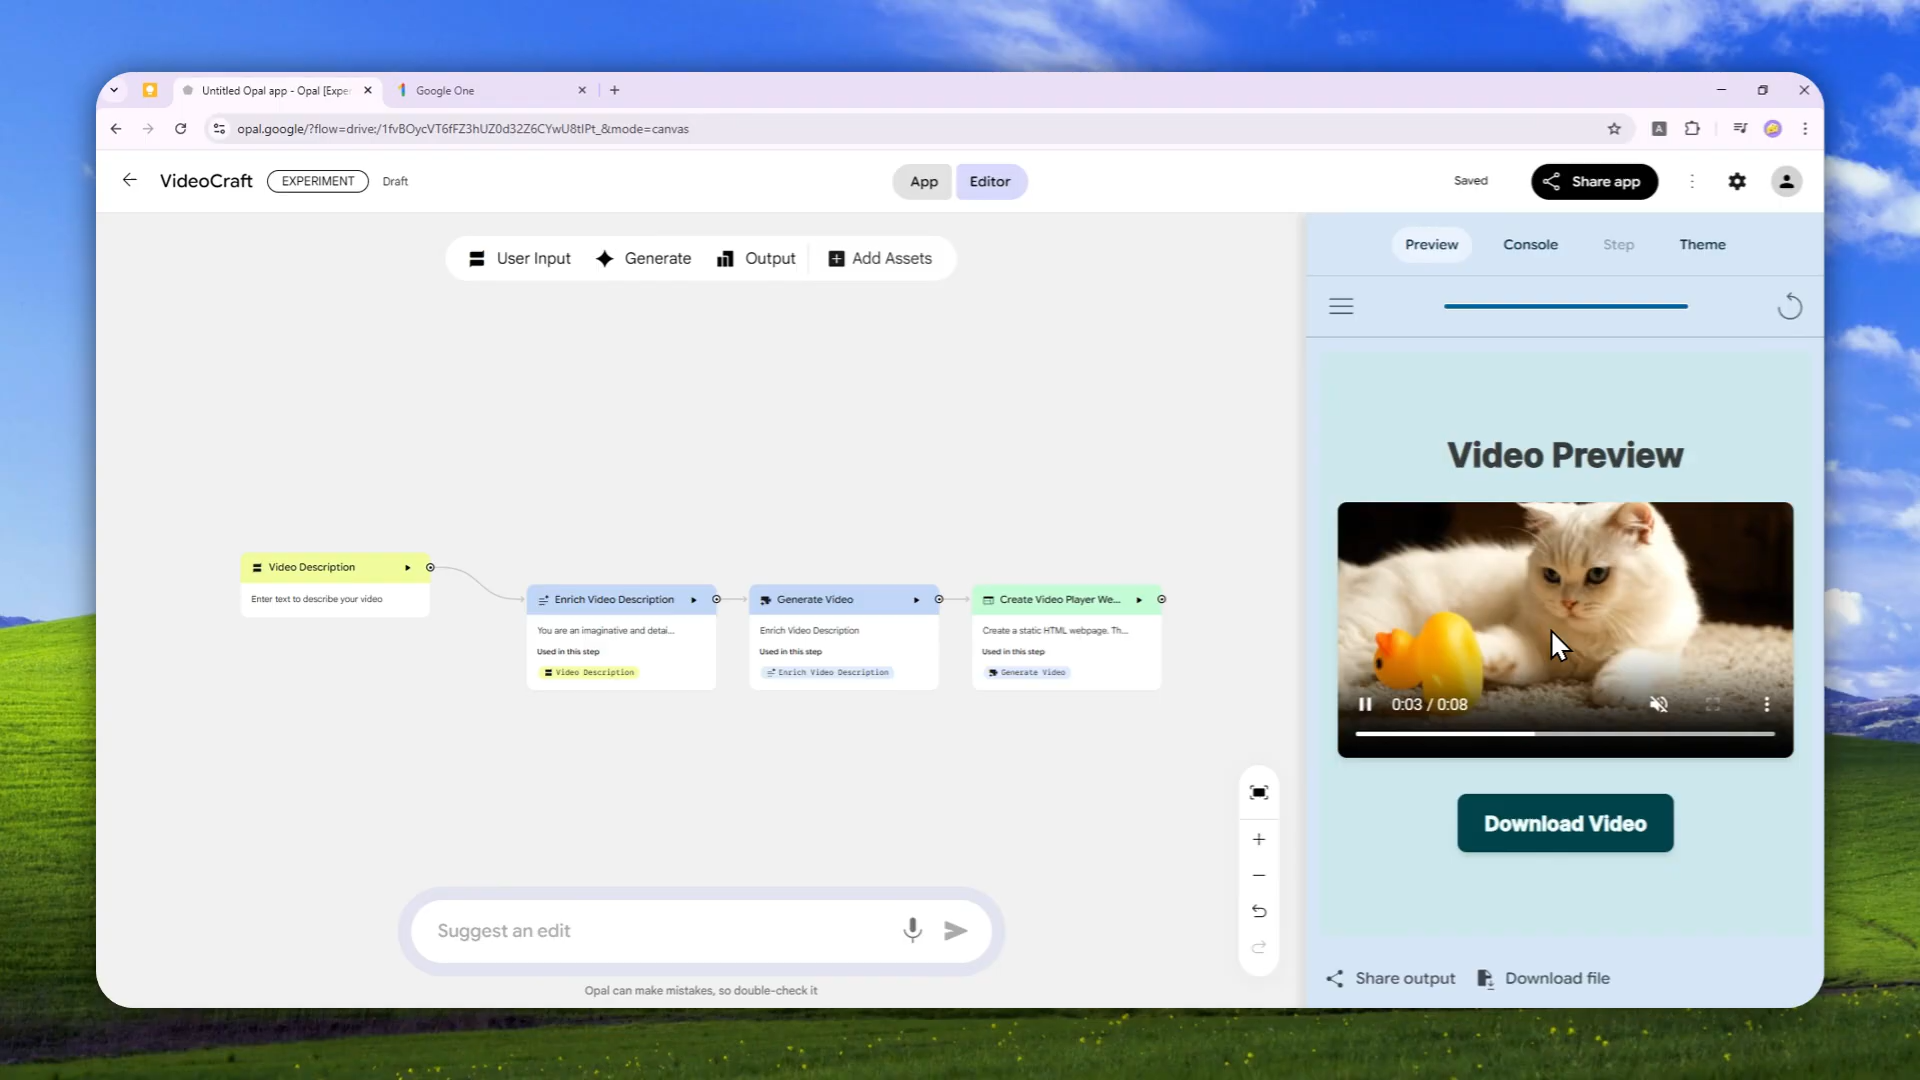 Untitled Opal app - Opal [Exper
Google One
opal.google/?flow=drive:/1fvBOycVT6fFZ3hUZ0d32Z6CYwU8tIPt_&mode=canvas
VideoCraft EXPERIMENT Draft
App Editor
Saved
Share app
User Input Generate Output Add Assets
Preview Console Step Theme
Video Description
Enter text to describe your video
Enrich Video Description
You are an imaginative and detai...
Used in this step
Video Description
Generate Video
Enrich Video Description
Used in this step
Enrich Video Description
Create Video Player We...
Create a static HTML webpage. Th...
Used in this step
Generate Video
Video Preview
0:03 / 0:08
Download Video
Share output Download file
Suggest an edit
Opal can make mistakes, so double-check it